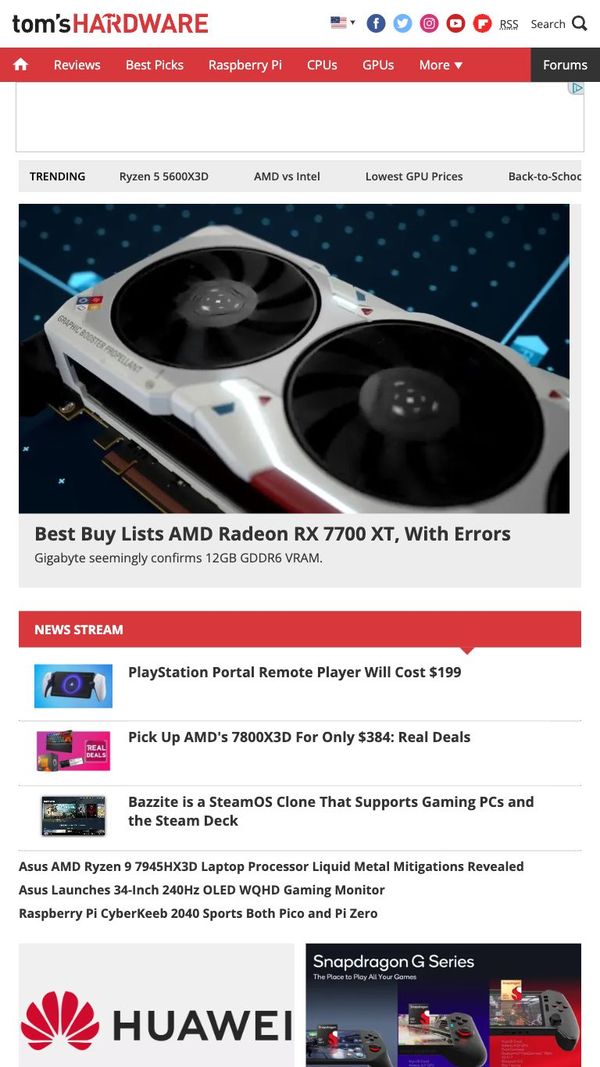 tom'sHARDWARE
RSS
Search
Reviews
Best Picks
Raspberry Pi
CPUs
GPUs
More
Forums
TRENDING
Ryzen 5 5600X3D
AMD vs Intel
Lowest GPU Prices
Back-to-Schoo
GRAPHIC BOOSTER PROPELLANT
Best Buy Lists AMD Radeon RX 7700 XT, With Errors
Gigabyte seemingly confirms 12GB GDDR6 VRAM.
NEWS STREAM
PlayStation Portal Remote Player Will Cost $199
REAL
DEALS
Pick Up AMD's 7800X3D For Only $384: Real Deals
Bazzite is a SteamOS Clone That Supports Gaming PCs and
the Steam Deck
Asus AMD Ryzen 9 7945HX3D Laptop Processor Liquid Metal Mitigations Revealed
Asus Launches 34-Inch 240Hz OLED WQHD Gaming Monitor
Raspberry Pi CyberKeeb 2040 Sports Both Pico and Pi Zero
HUAWEI
Snapdragon G Series
The Place to Play All Your Games